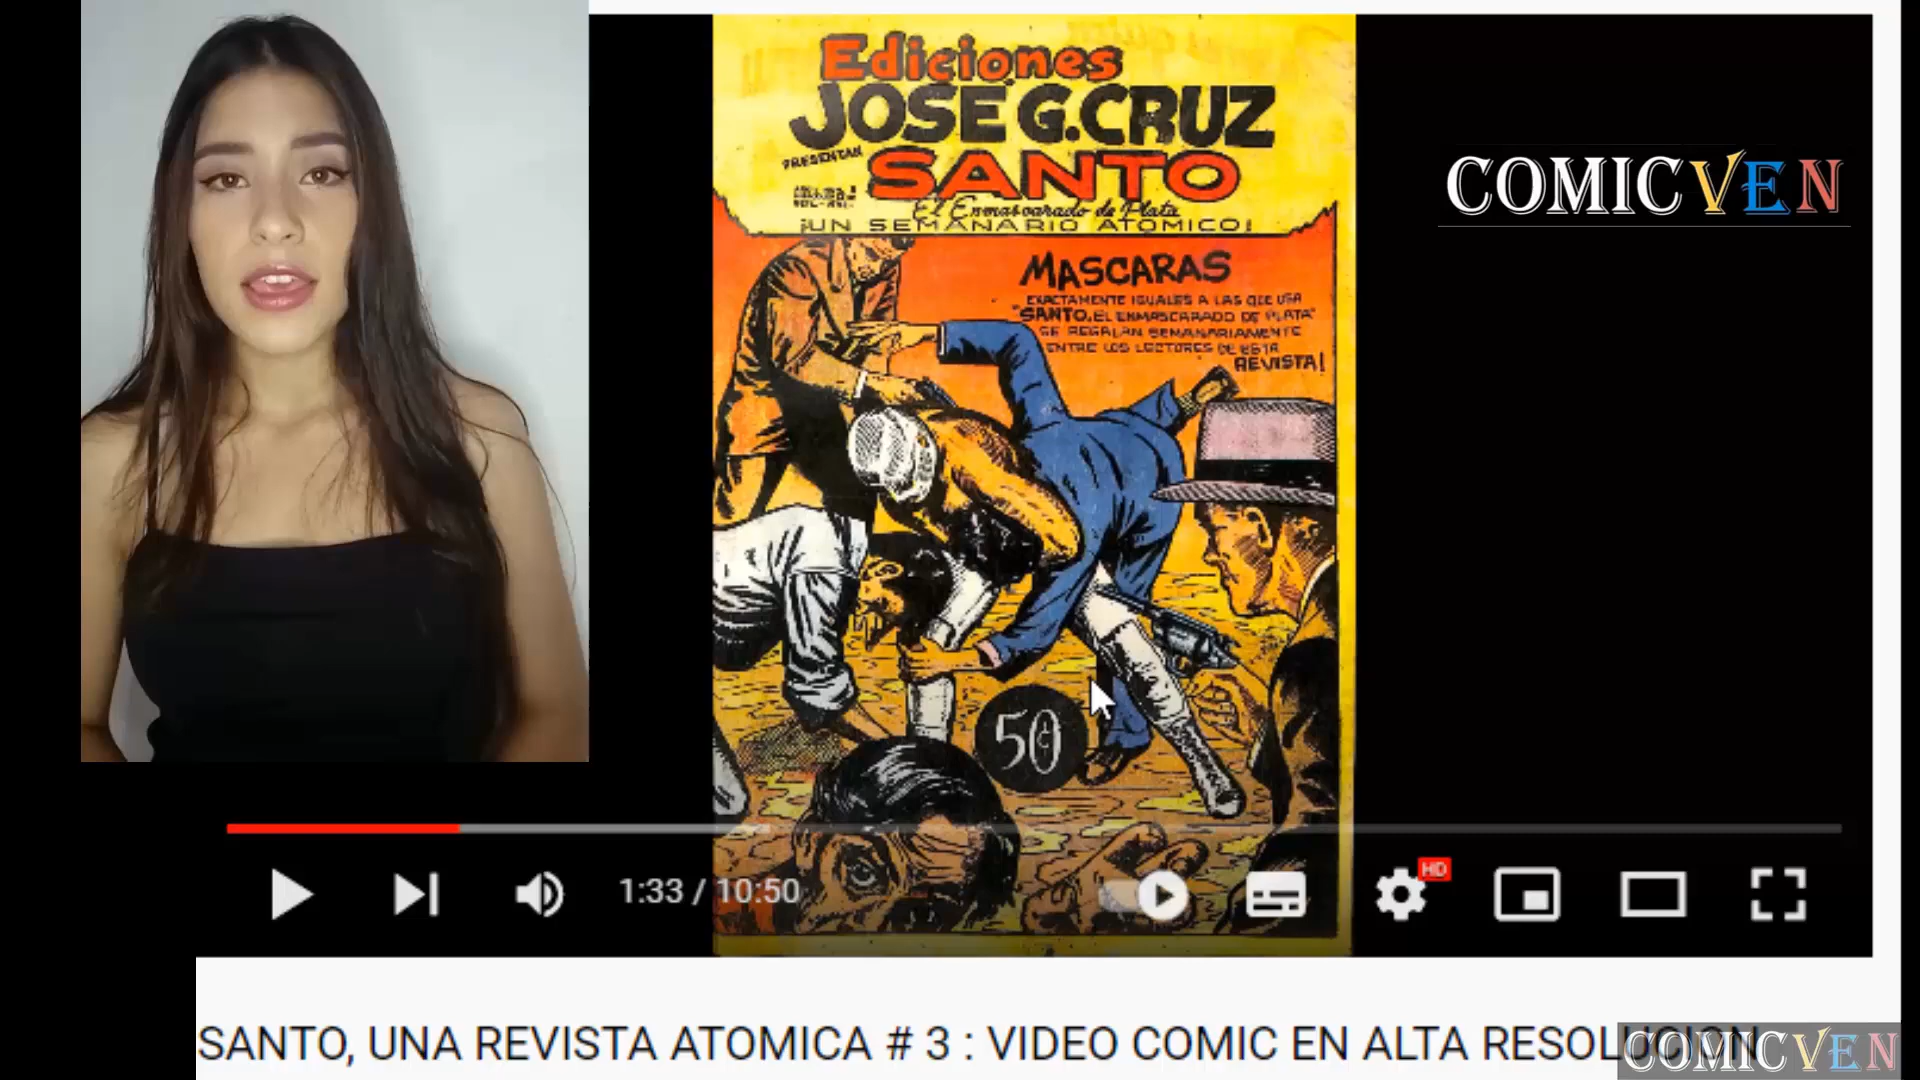 Ediciones
JOSE G. CRUZ
PRESENTAN
SANTO
El Enmascarado de Plata
¡UN SEMANARIO ATOMICO!
MASCARAS
EXACTAMENTE IGUALES A LAS QUE USA
"SANTO, EL ENMASCARADO DE PLATA"
SE REGALAN SEMANARIAMENTE
ENTRE LOS LECTORES DE ESTA
REVISTA!
50¢
COMICVEN
1:33 / 10:50
HD
SANTO, UNA REVISTA ATOMICA # 3 : VIDEO COMIC EN ALTA RESOLUCION
COMICVEN